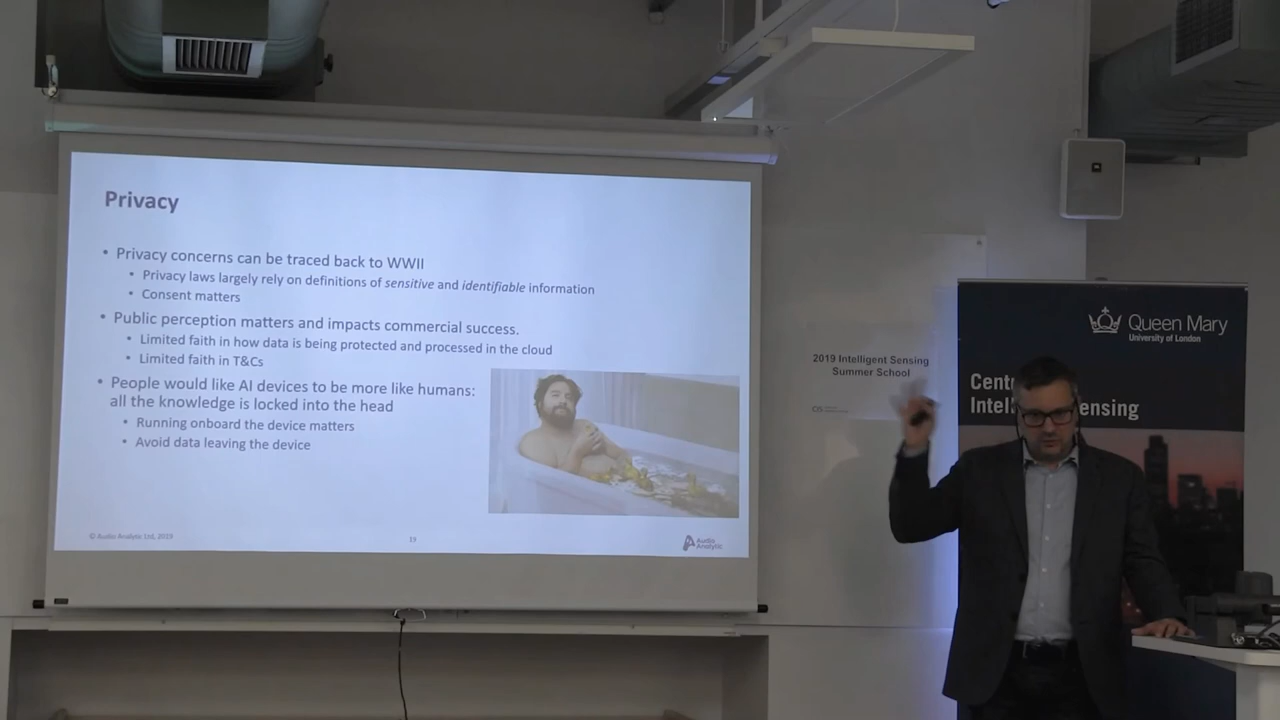 Privacy
• Privacy concerns can be traced back to WWII
• Privacy laws largely rely on definitions of sensitive and identifiable information
• Consent matters
• Public perception matters and impacts commercial success.
• Limited faith in how data is being protected and processed in the cloud
• Limited faith in T&Cs
• People would like AI devices to be more like humans:
all the knowledge is locked into the head
• Running onboard the device matters
• Avoid data leaving the device
© Audio Analytic Ltd, 2019
19
Audio
Analytic
2019 Intelligent Sensing
Summer School
Queen Mary
University of London
Cent
Intel ensing